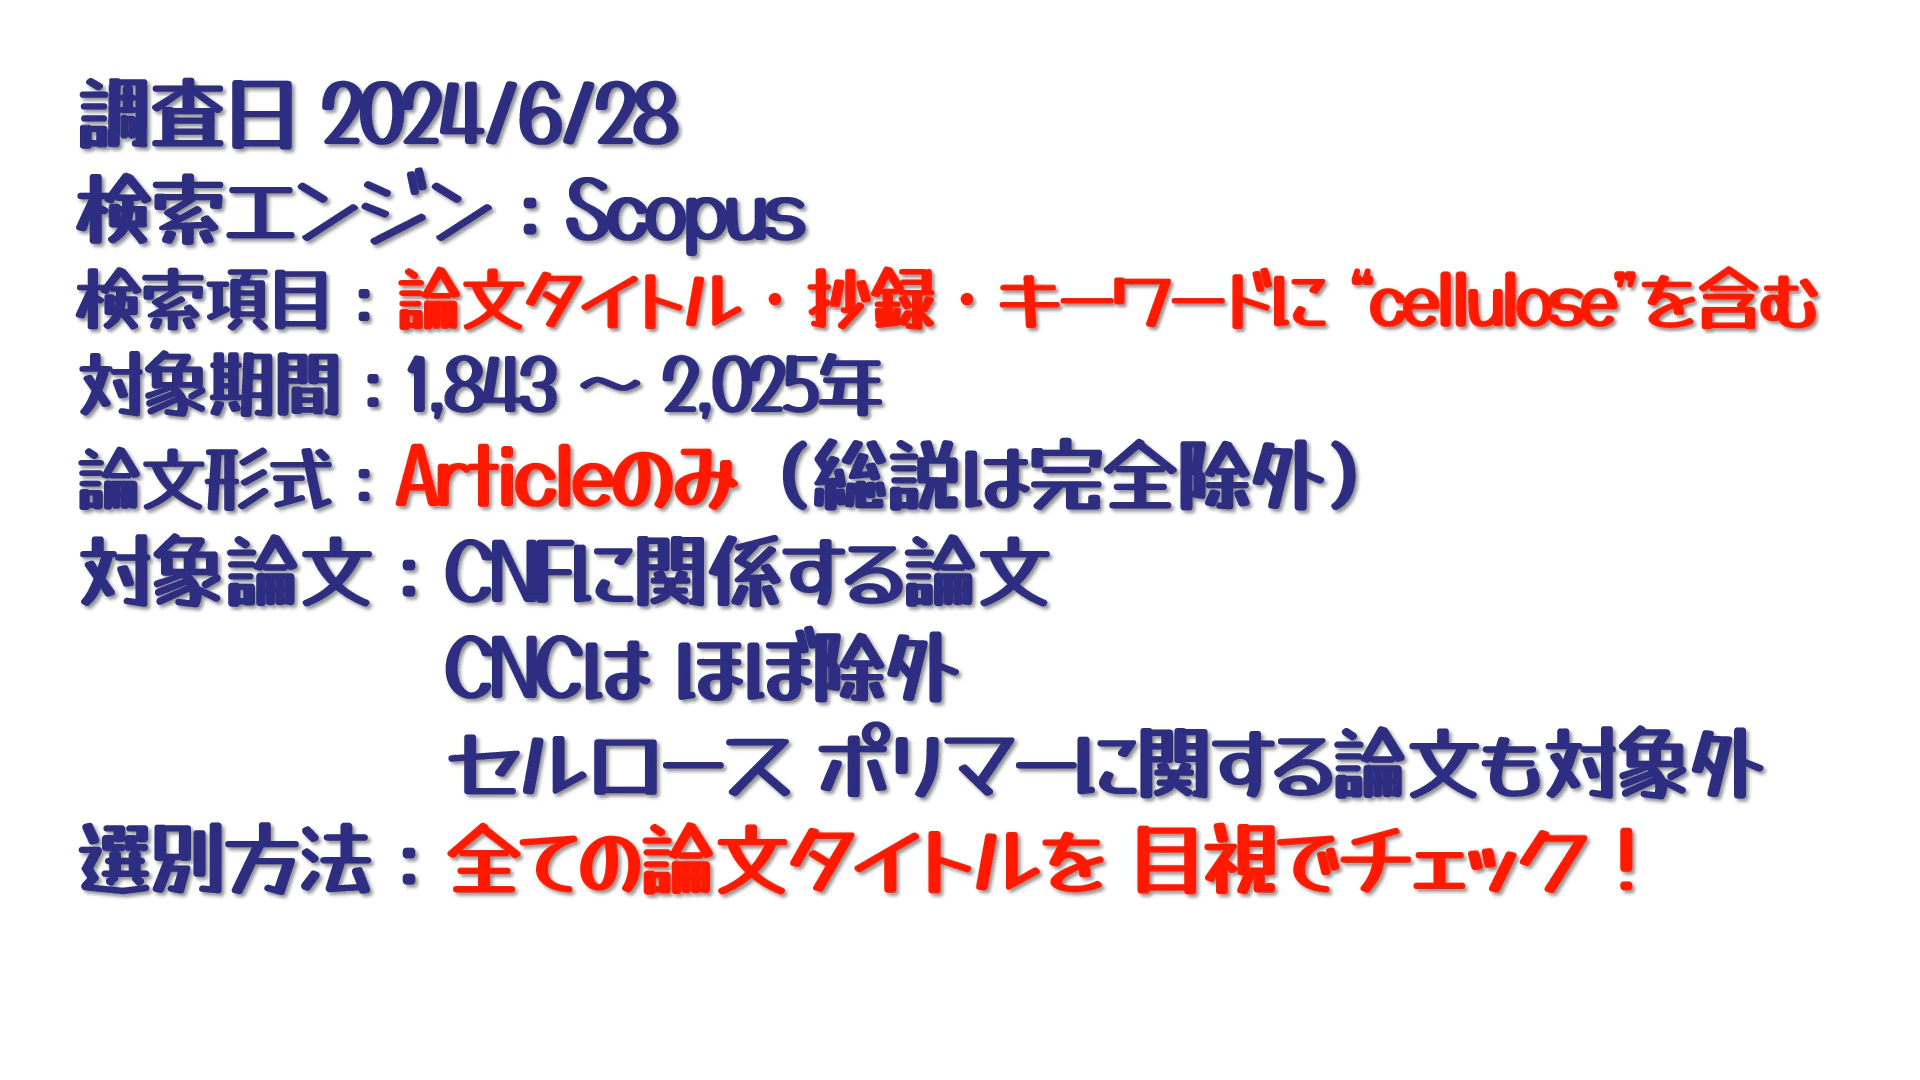 調査日 2024/6/28
検索エンジン：Scopus
検索項目：論文タイトル・抄録・キーワードに “cellulose”を含む
対象期間：1,843 ～ 2,025年
論文形式：Articleのみ（総説は完全除外）
対象論文：CNFに関係する論文
CNCは ほぼ除外
セルロース ポリマーに関する論文も対象外
選別方法：全ての論文タイトルを 目視でチェック！